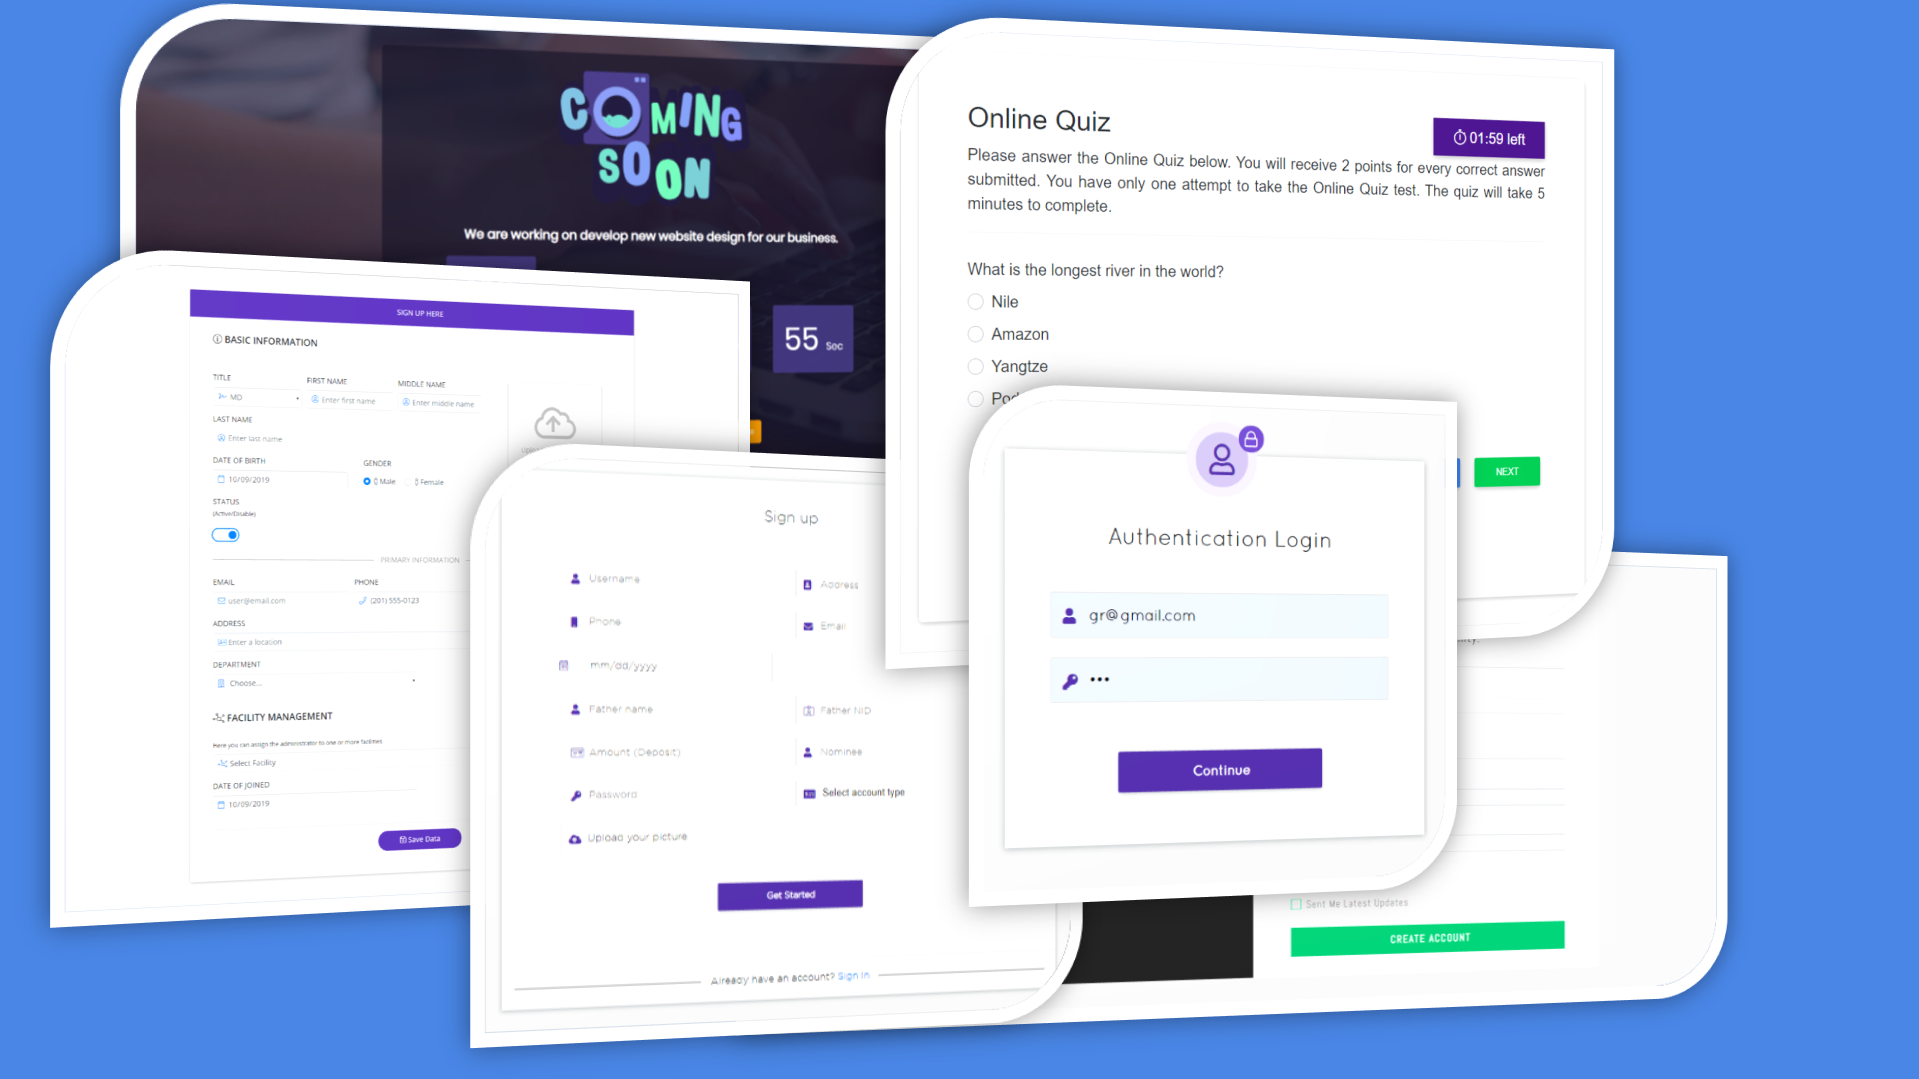 COMING
SOON
We are working on develop new website design for our business.
55 Sec
Online Quiz
01:59 left
Please answer the Online Quiz below. You will receive 2 points for every correct answer
submitted. You have only one attempt to take the Online Quiz test. The quiz will take 5
minutes to complete.
What is the longest river in the world?
Nile
Amazon
Yangtze
NEXT
SIGN UP HERE
BASIC INFORMATION
TITLE
FIRST NAME
MIDDLE NAME
MD
Enter first name
Enter middle name
LAST NAME
Enter last name
DATE OF BIRTH
GENDER
10/09/2019
Male
Female
STATUS
(Active/Disable)
PRIMARY INFORMATION
EMAIL
PHONE
user@email.com
(201) 555-0123
ADDRESS
Enter a location
DEPARTMENT
Choose...
FACILITY MANAGEMENT
Here you can assign the administrator to one or more facilities
Select Facility
DATE OF JOINED
10/09/2019
Save Data
Sign up
Username
Address
Phone
Email
mm/dd/yyyy
Father name
Father NID
Amount (Deposit)
Nominee
Password
Select account type
Upload your picture
Get Started
Already have an account? Sign In
Authentication Login
gr@gmail.com
•••
Continue
Sent Me Latest Updates
CREATE ACCOUNT